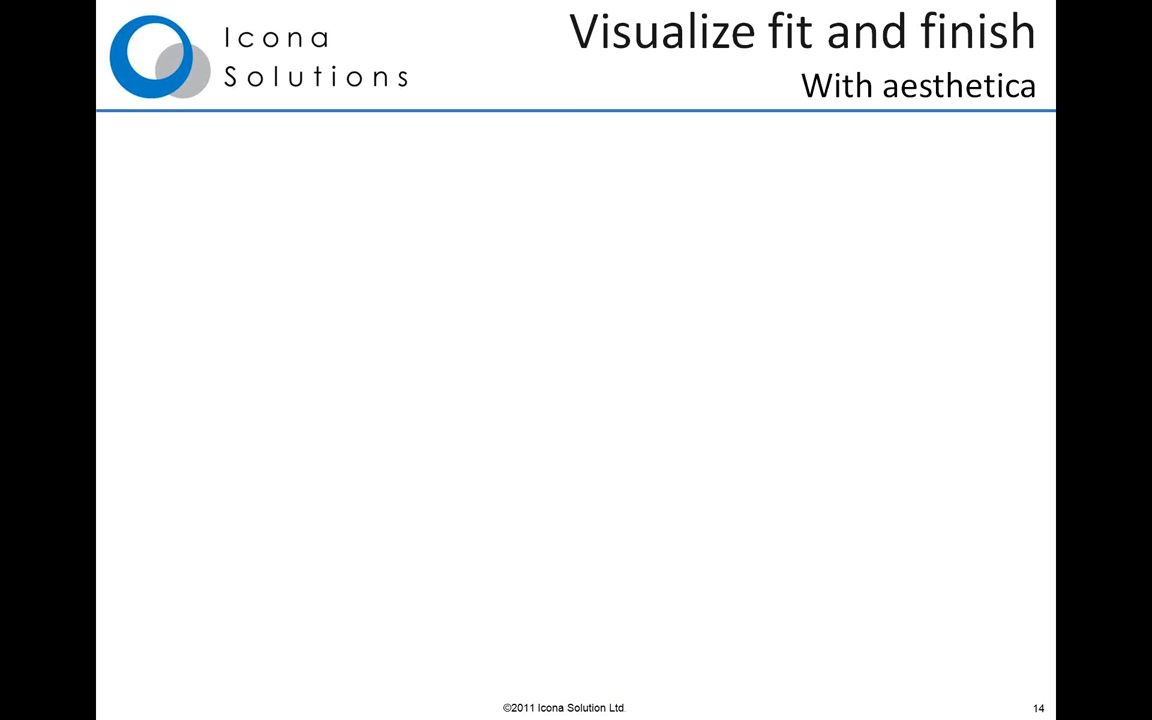 Icona
Solutions
Visualize fit and finish
With aesthetica
©2011 Icona Solution Ltd.
14